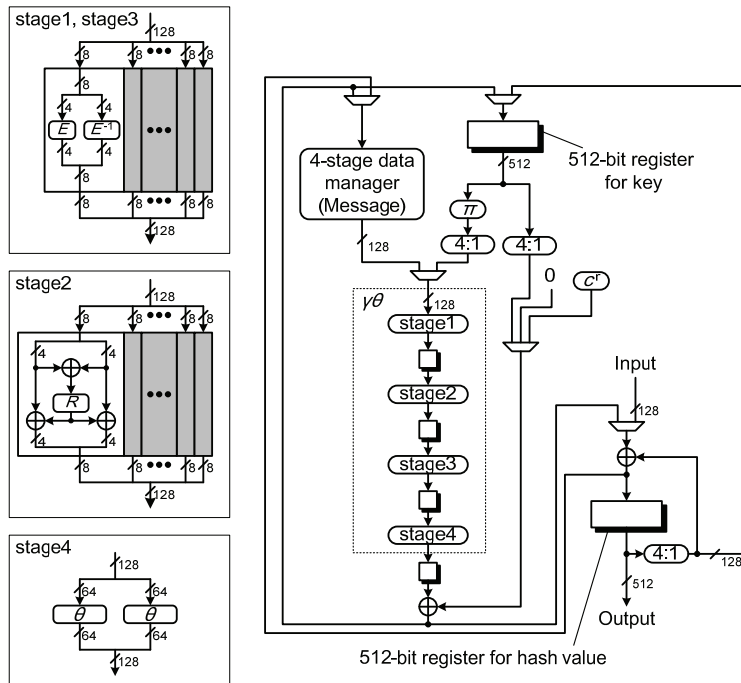 stage1, stage3
128
8 8 ••• 8 8
8
4 4
E E⁻¹
•••
4 4
8
8 8 ••• 8 8
128
stage2
128
8 8 ••• 8 8
4 4
R
•••
4 4
8 8 ••• 8 8
128
stage4
128
64 64
θ θ
64 64
128
4-stage data
manager
(Message)
128
512
512-bit register
for key
π
4:1
4:1
0
cʳ
γθ
128
stage1
stage2
stage3
stage4
Input
128
4:1
128
512
Output
512-bit register for hash value